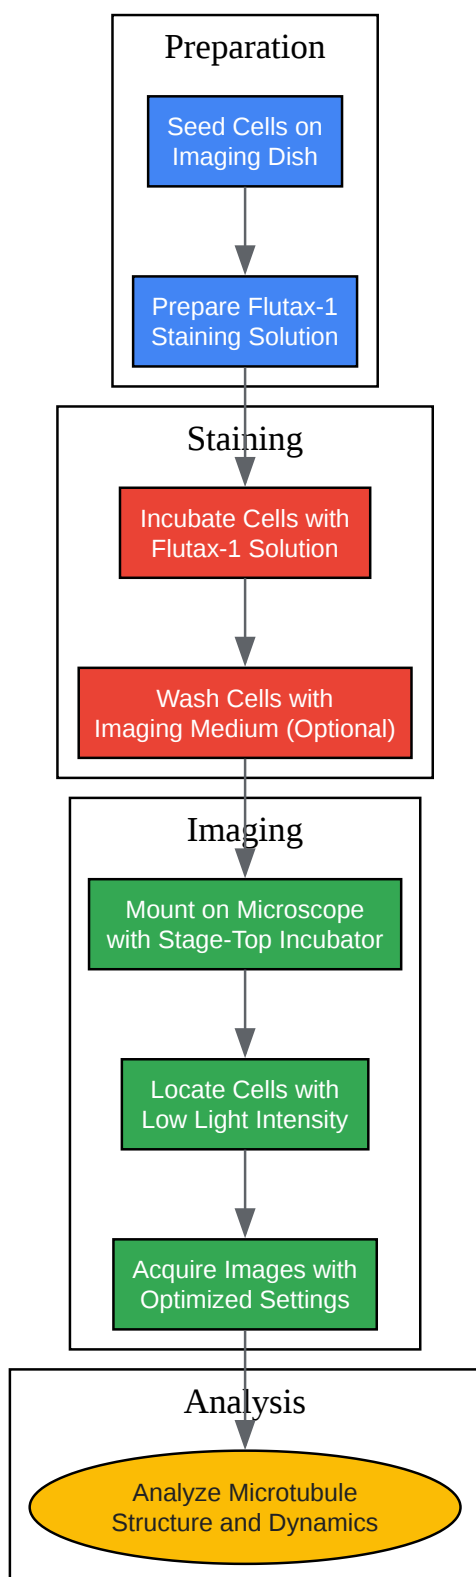 Preparation
Seed Cells on
Imaging Dish
Prepare Flutax-1
Staining Solution
Staining
Incubate Cells with
Flutax-1 Solution
Wash Cells with
Imaging Medium (Optional)
Imaging
Mount on Microscope
with Stage-Top Incubator
Locate Cells with
Low Light Intensity
Acquire Images with
Optimized Settings
Analysis
Analyze Microtubule
Structure and Dynamics